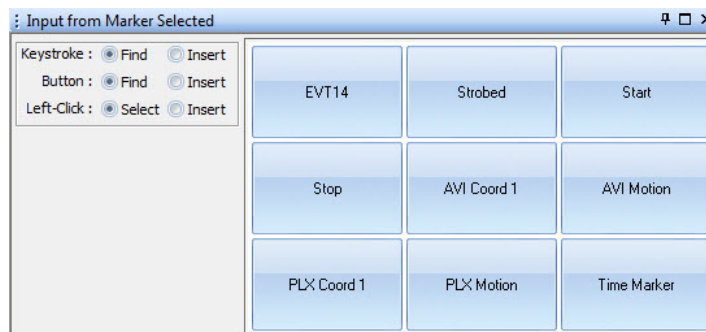 Input from Marker Selected
Keystroke : Find Insert
Button : Find Insert
Left-Click : Select Insert
EVT14 Strobed Start
Stop AVI Coord 1 AVI Motion
PLX Coord 1 PLX Motion Time Marker